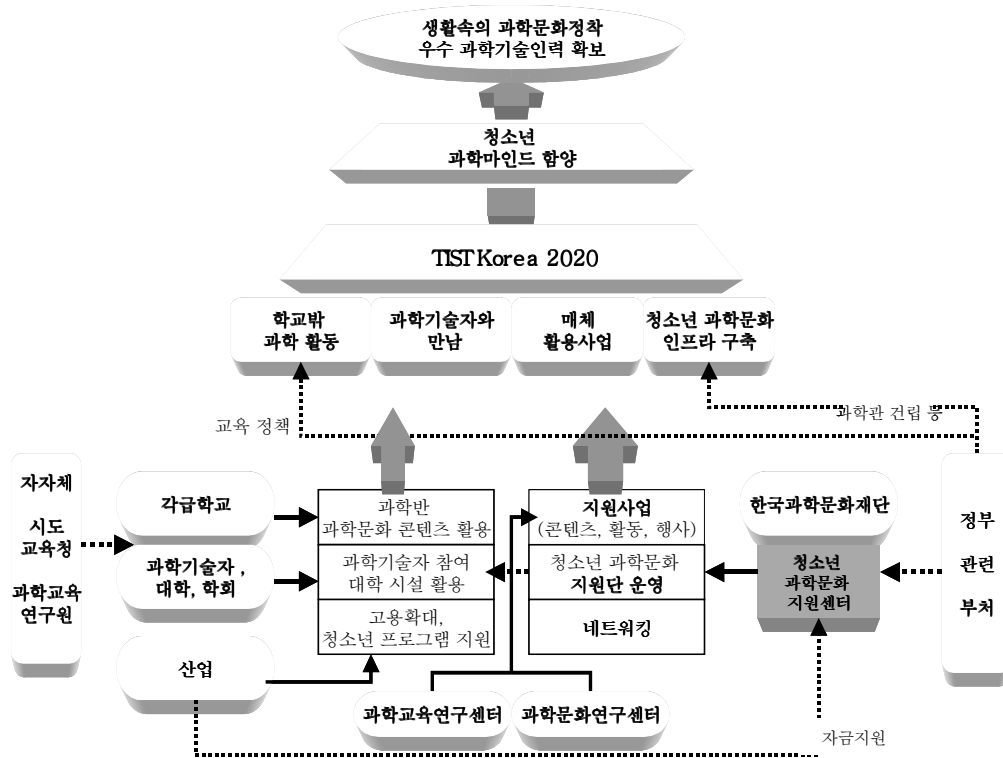 생활속의 과학문화정착
우수 과학기술인력 확보
청소년
과학마인드 함양
TIST Korea 2020
학교밖
과학 활동
과학기술자와
만남
매체
활용사업
청소년 과학문화
인프라 구축
교육 정책
과학관 건립 등
자자체
시도
교육청
과학교육
연구원
각급학교
과학기술자 ,
대학, 학회
산업
과학반
과학문화 콘텐츠 활용
과학기술자 참여
대학 시설 활용
고용확대,
청소년 프로그램 지원
지원사업
(콘텐츠, 활동, 행사)
청소년 과학문화
지원단 운영
네트워킹
한국과학문화재단
청소년
과학문화
지원센터
정부
관련
부처
과학교육연구센터
과학문화연구센터
자금지원